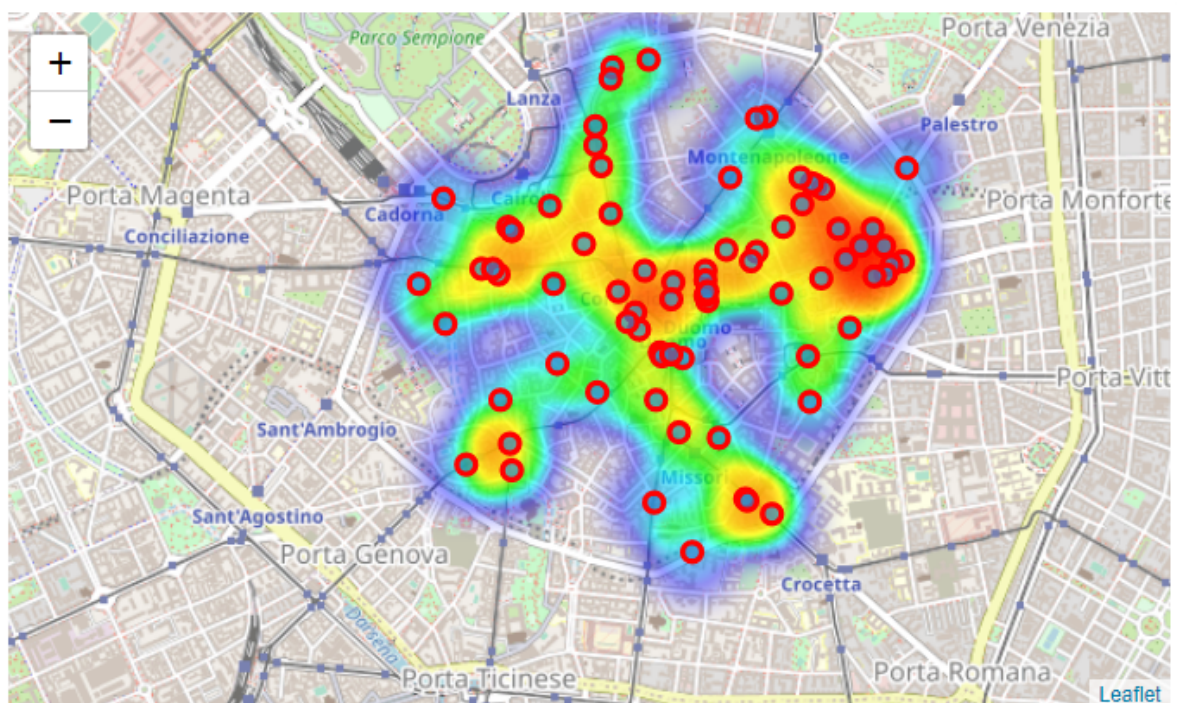 +
−
Parco Sempione
Porta Venezia
Lanza
Palestro
Montenapoleone
Porta Magenta
Cadorna
Cairo
Porta Monforte
Conciliazione
Duomo
Porta Vitt
Sant'Ambrogio
Missori
Sant'Agostino
Porta Genova
Crocetta
Darsena
Porta Ticinese
Porta Romana
Leaflet